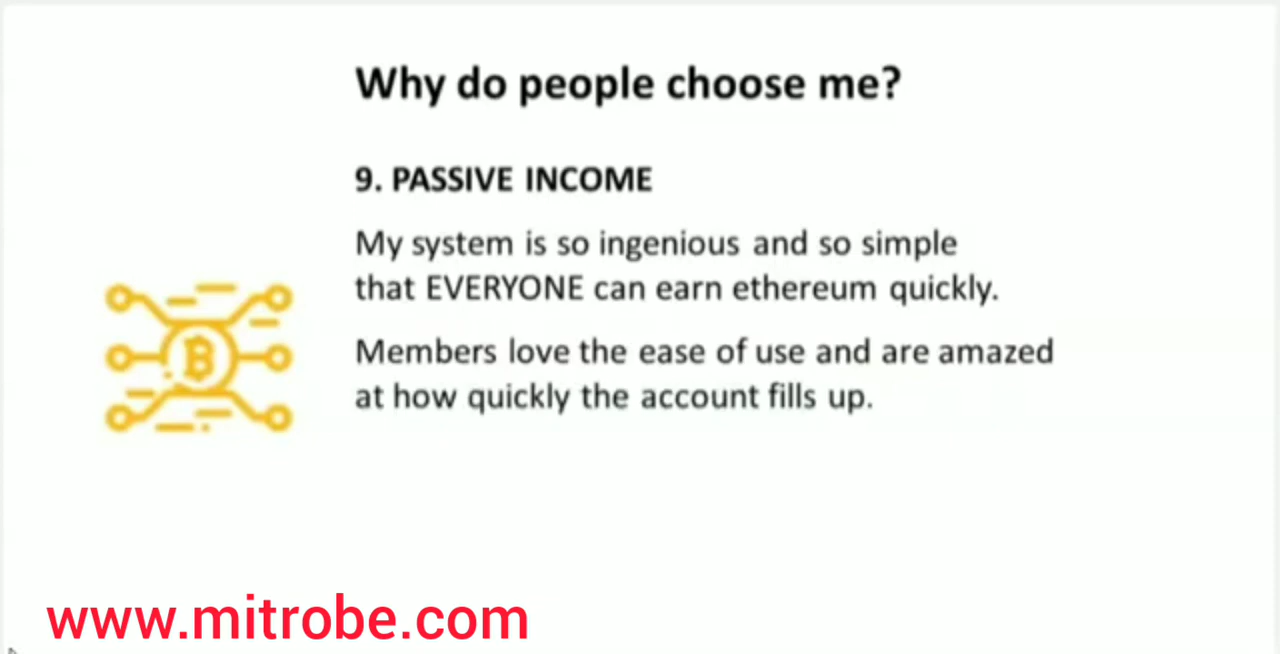 Why do people choose me?
9. PASSIVE INCOME
My system is so ingenious and so simple
that EVERYONE can earn ethereum quickly.
Members love the ease of use and are amazed
at how quickly the account fills up.
www.mitrobe.com